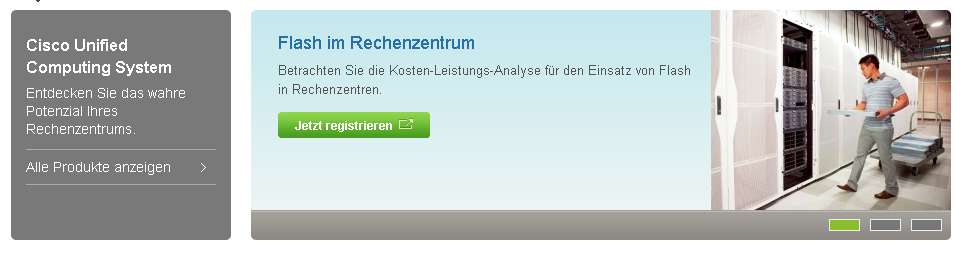 Cisco Unified
Computing System
Entdecken Sie das wahre
Potenzial Ihres
Rechenzentrums.
Alle Produkte anzeigen
Flash im Rechenzentrum
Betrachten Sie die Kosten-Leistungs-Analyse für den Einsatz von Flash
in Rechenzentren.
Jetzt registrieren